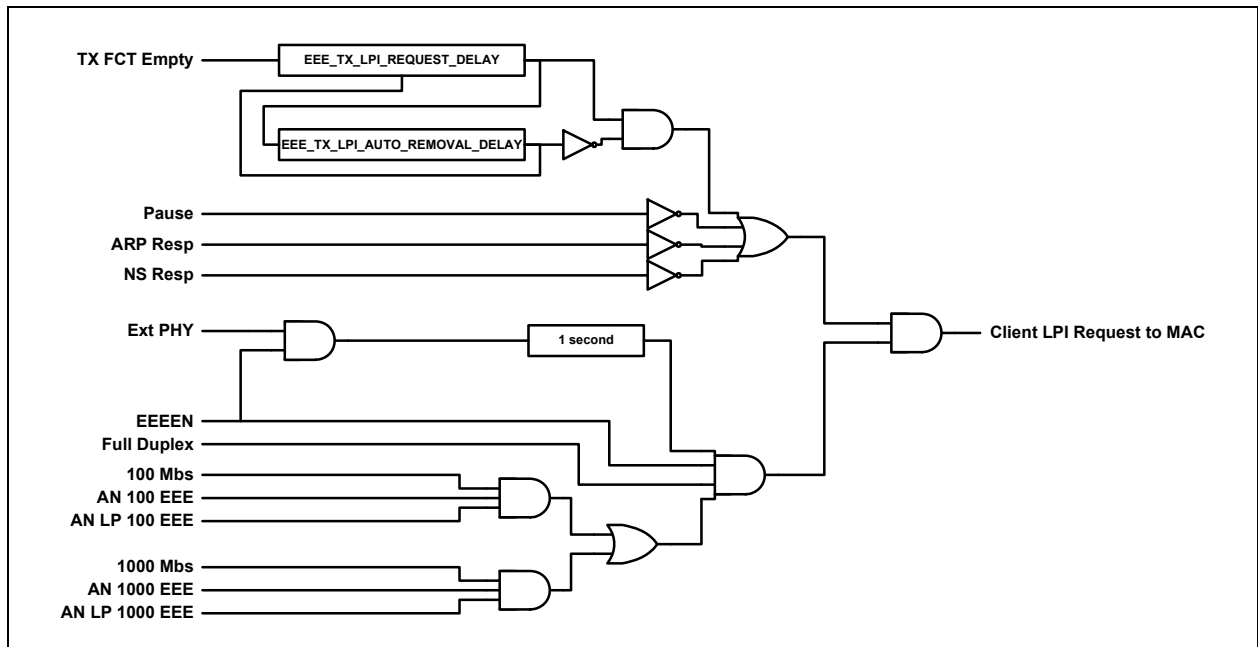 TX FCT Empty
EEE_TX_LPI_REQUEST_DELAY
EEE_TX_LPI_AUTO_REMOVAL_DELAY
Pause
ARP Resp
NS Resp
Ext PHY
1 second
Client LPI Request to MAC
EEEEN
Full Duplex
100 Mbs
AN 100 EEE
AN LP 100 EEE
1000 Mbs
AN 1000 EEE
AN LP 1000 EEE